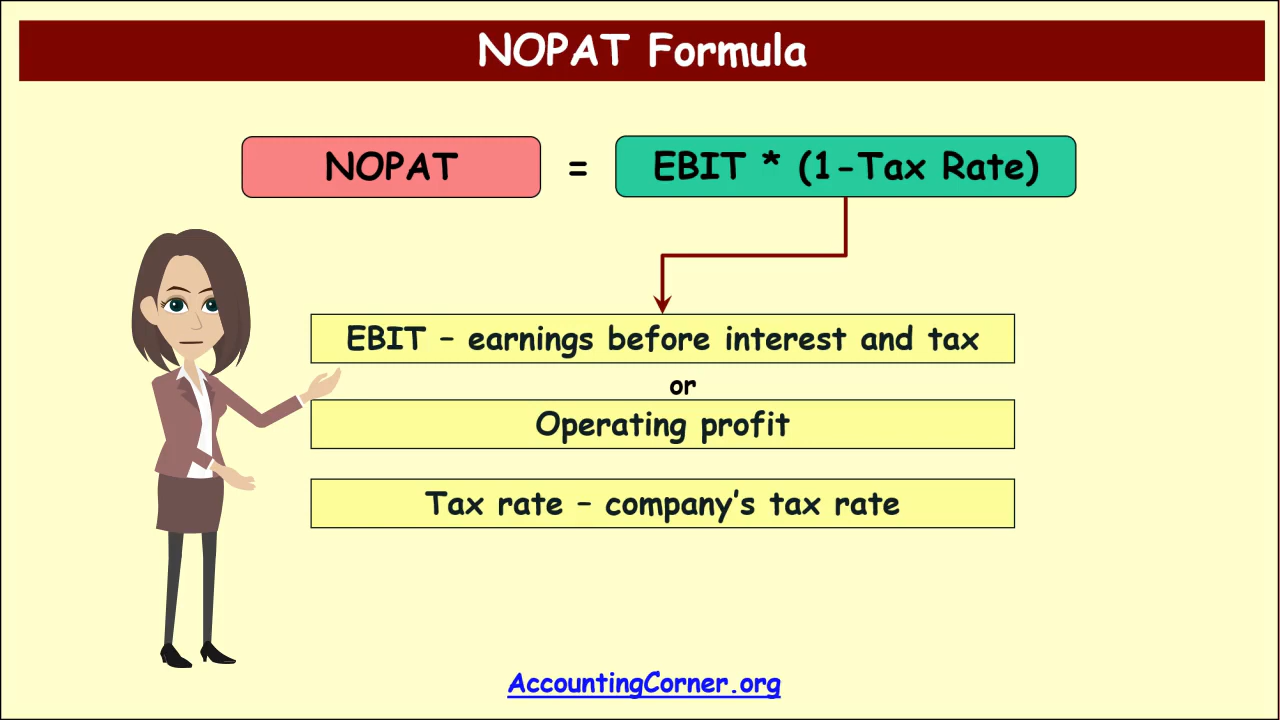 NOPAT Formula
NOPAT = EBIT * (1-Tax Rate)
EBIT – earnings before interest and tax
or
Operating profit
Tax rate – company's tax rate
AccountingCorner.org